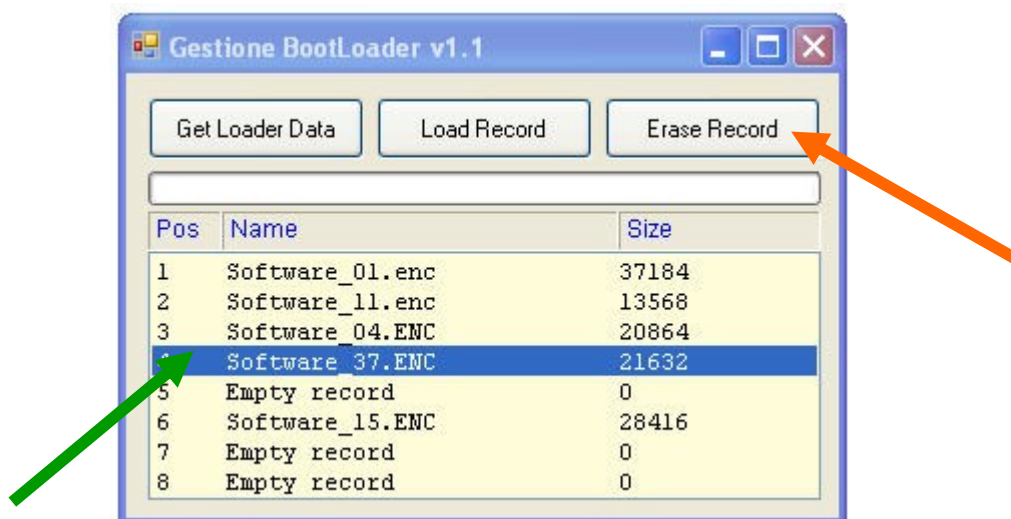 Gestione BootLoader v1.1
Get Loader Data Load Record Erase Record
Pos Name Size
1 Software_01.enc 37184
2 Software_11.enc 13568
3 Software_04.ENC 20864
Software_37.ENC 21632
5 Empty record 0
6 Software_15.ENC 28416
7 Empty record 0
8 Empty record 0